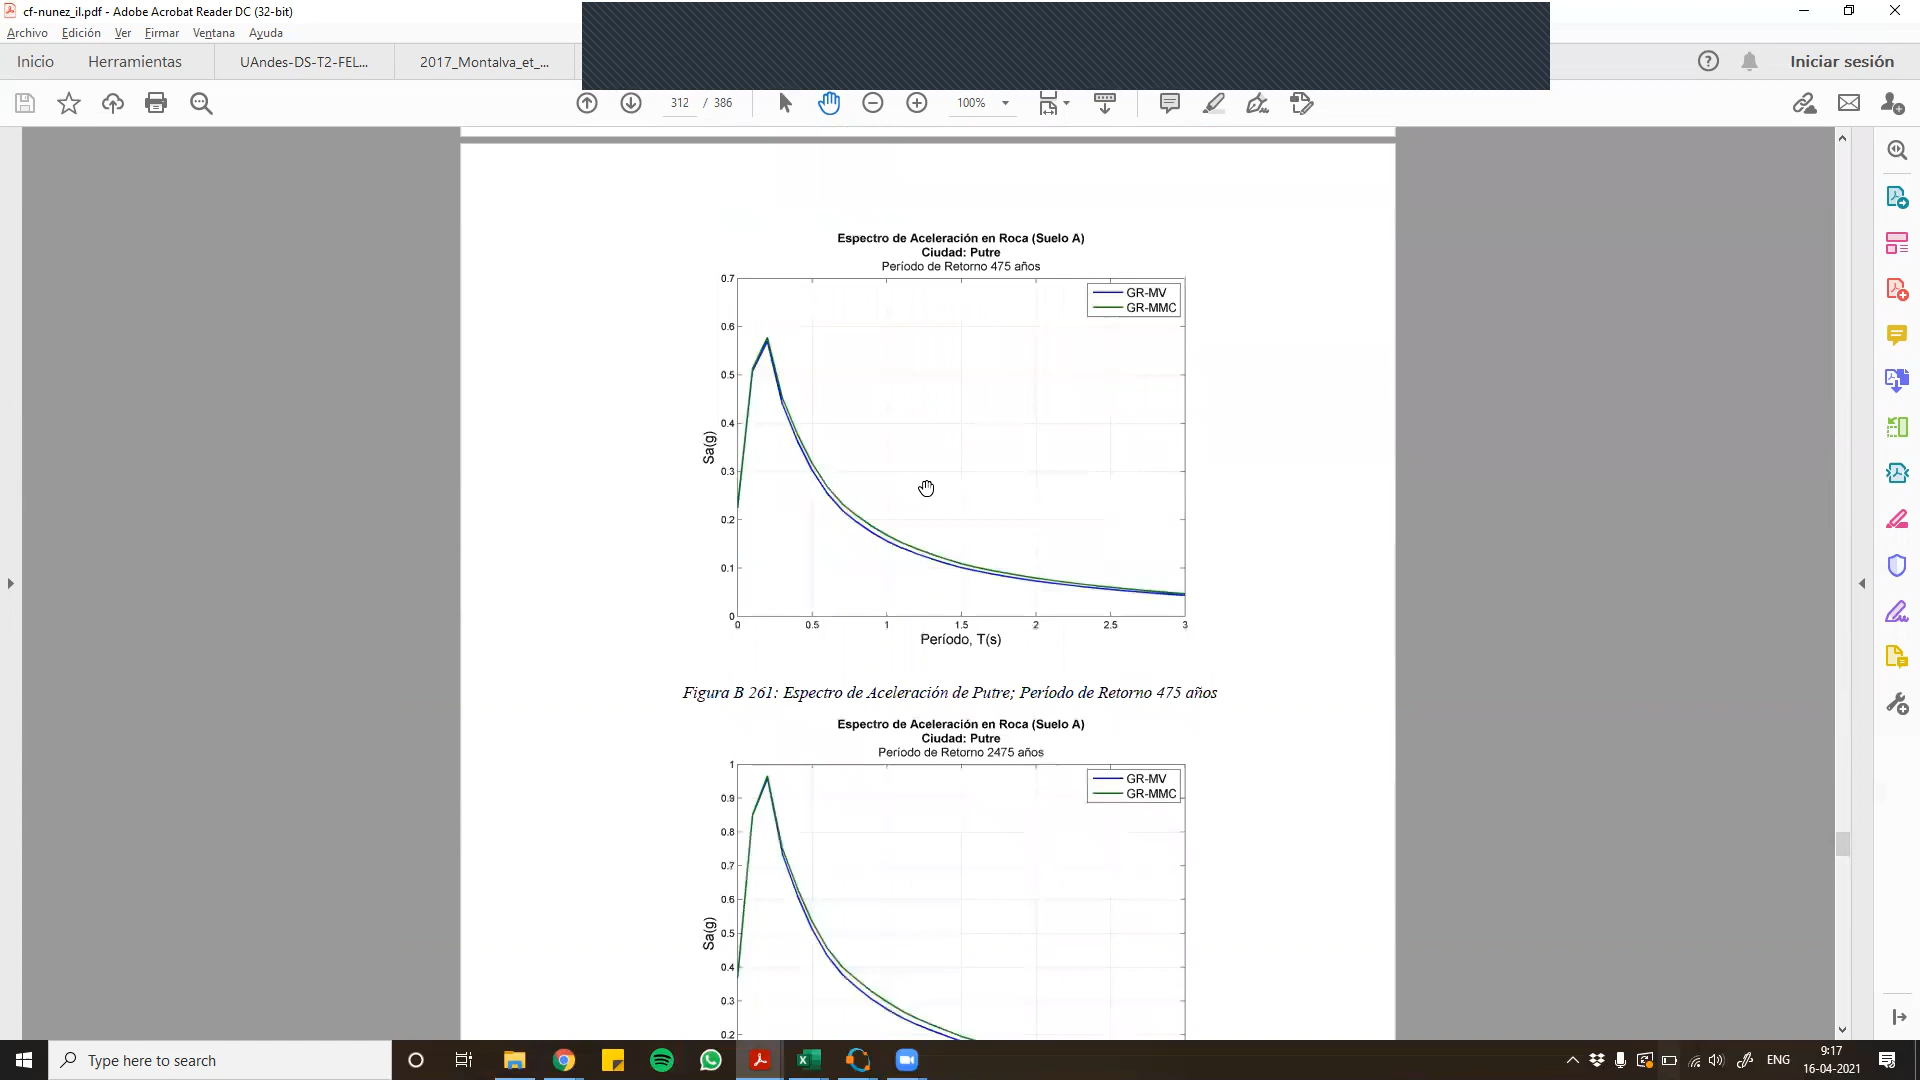 cf-nunez_il.pdf - Adobe Acrobat Reader DC (32-bit)
Archivo Edición Ver Firmar Ventana Ayuda
Inicio Herramientas UAndes-DS-T2-FEL... 2017_Montalva_et_... Iniciar sesión
312 / 386 100%
Espectro de Aceleración en Roca (Suelo A)
Ciudad: Putre
Período de Retorno 475 años
GR-MV
GR-MMC
0.7
0.6
0.5
0.4
0.3
0.2
0.1
0
Sa(g)
0 0.5 1 1.5 2 2.5 3
Período, T(s)
Figura B 261: Espectro de Aceleración de Putre; Período de Retorno 475 años
Espectro de Aceleración en Roca (Suelo A)
Ciudad: Putre
Período de Retorno 2475 años
GR-MV
GR-MMC
1
0.9
0.8
0.7
0.6
0.5
0.4
0.3
0.2
Sa(g)
Type here to search
ENG
9:17
16-04-2021